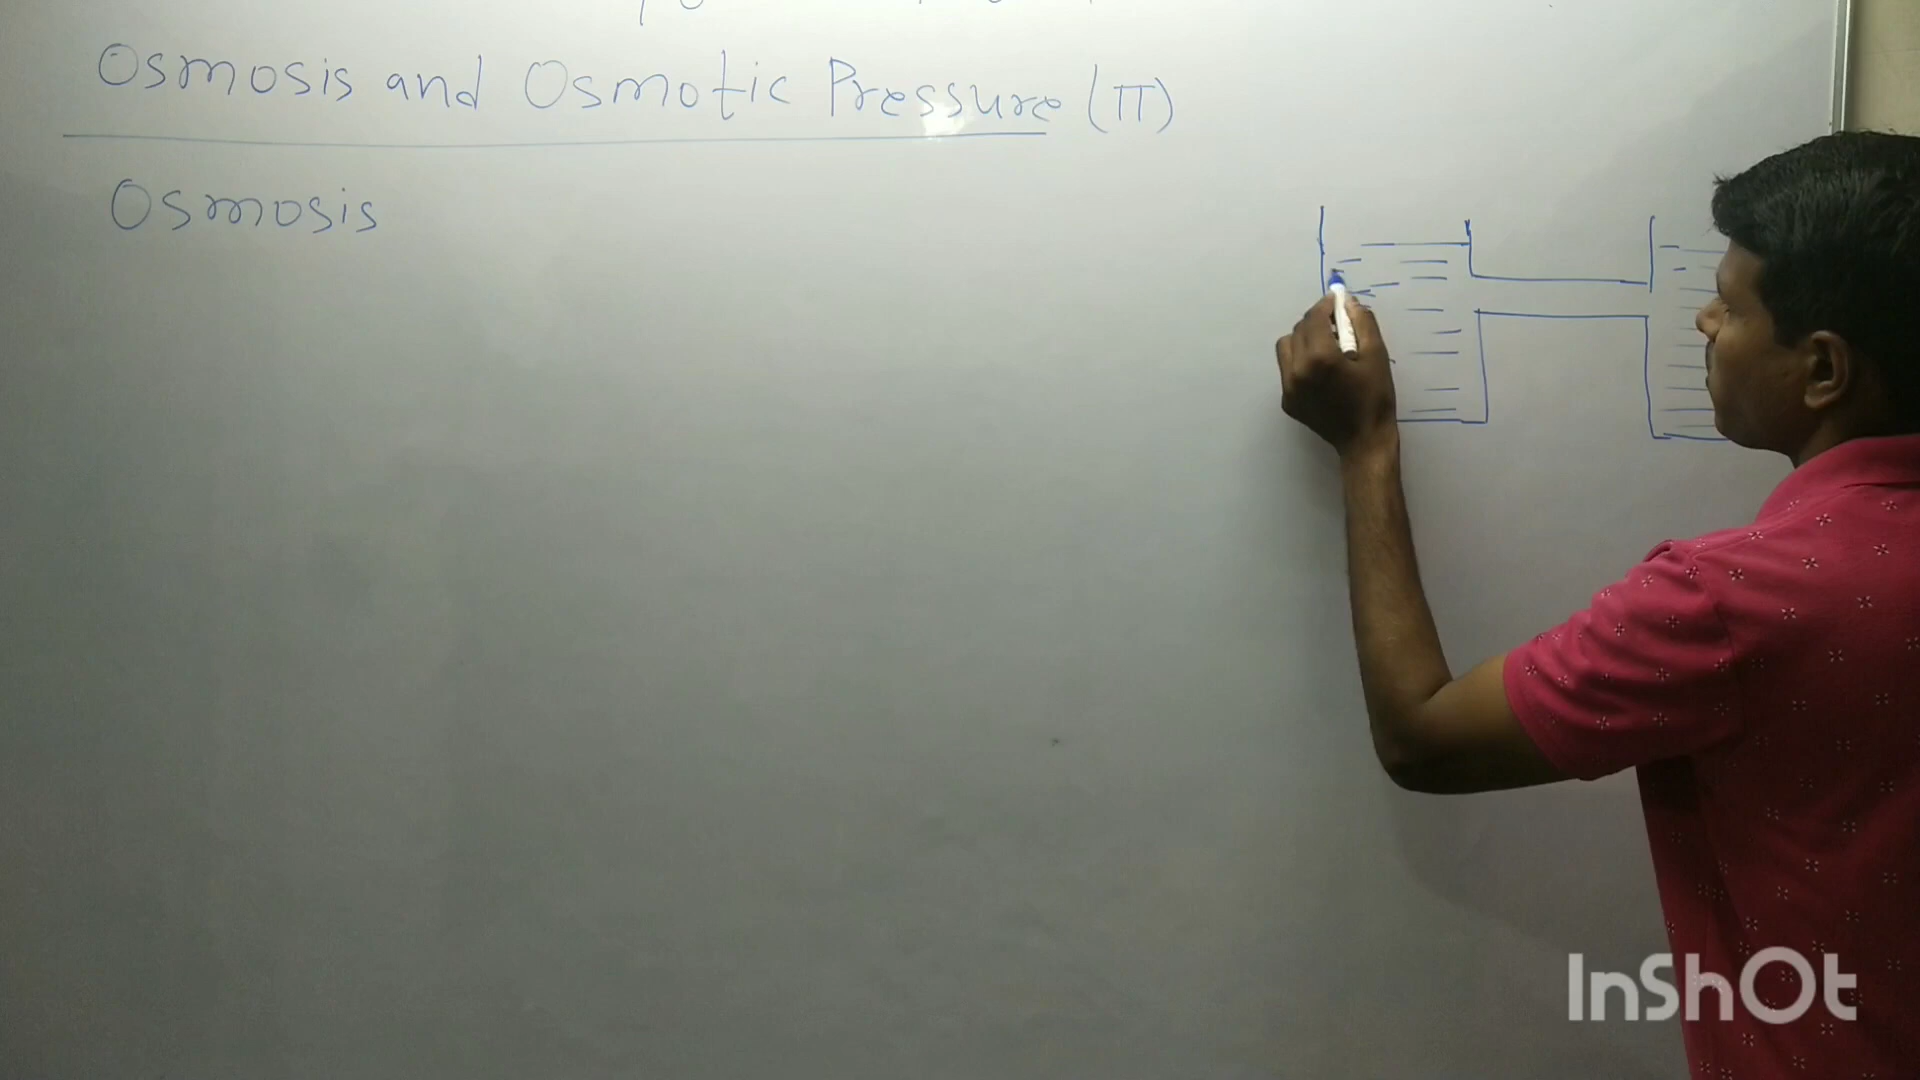 Osmosis and Osmotic Pressure (π)
Osmosis
InShOt